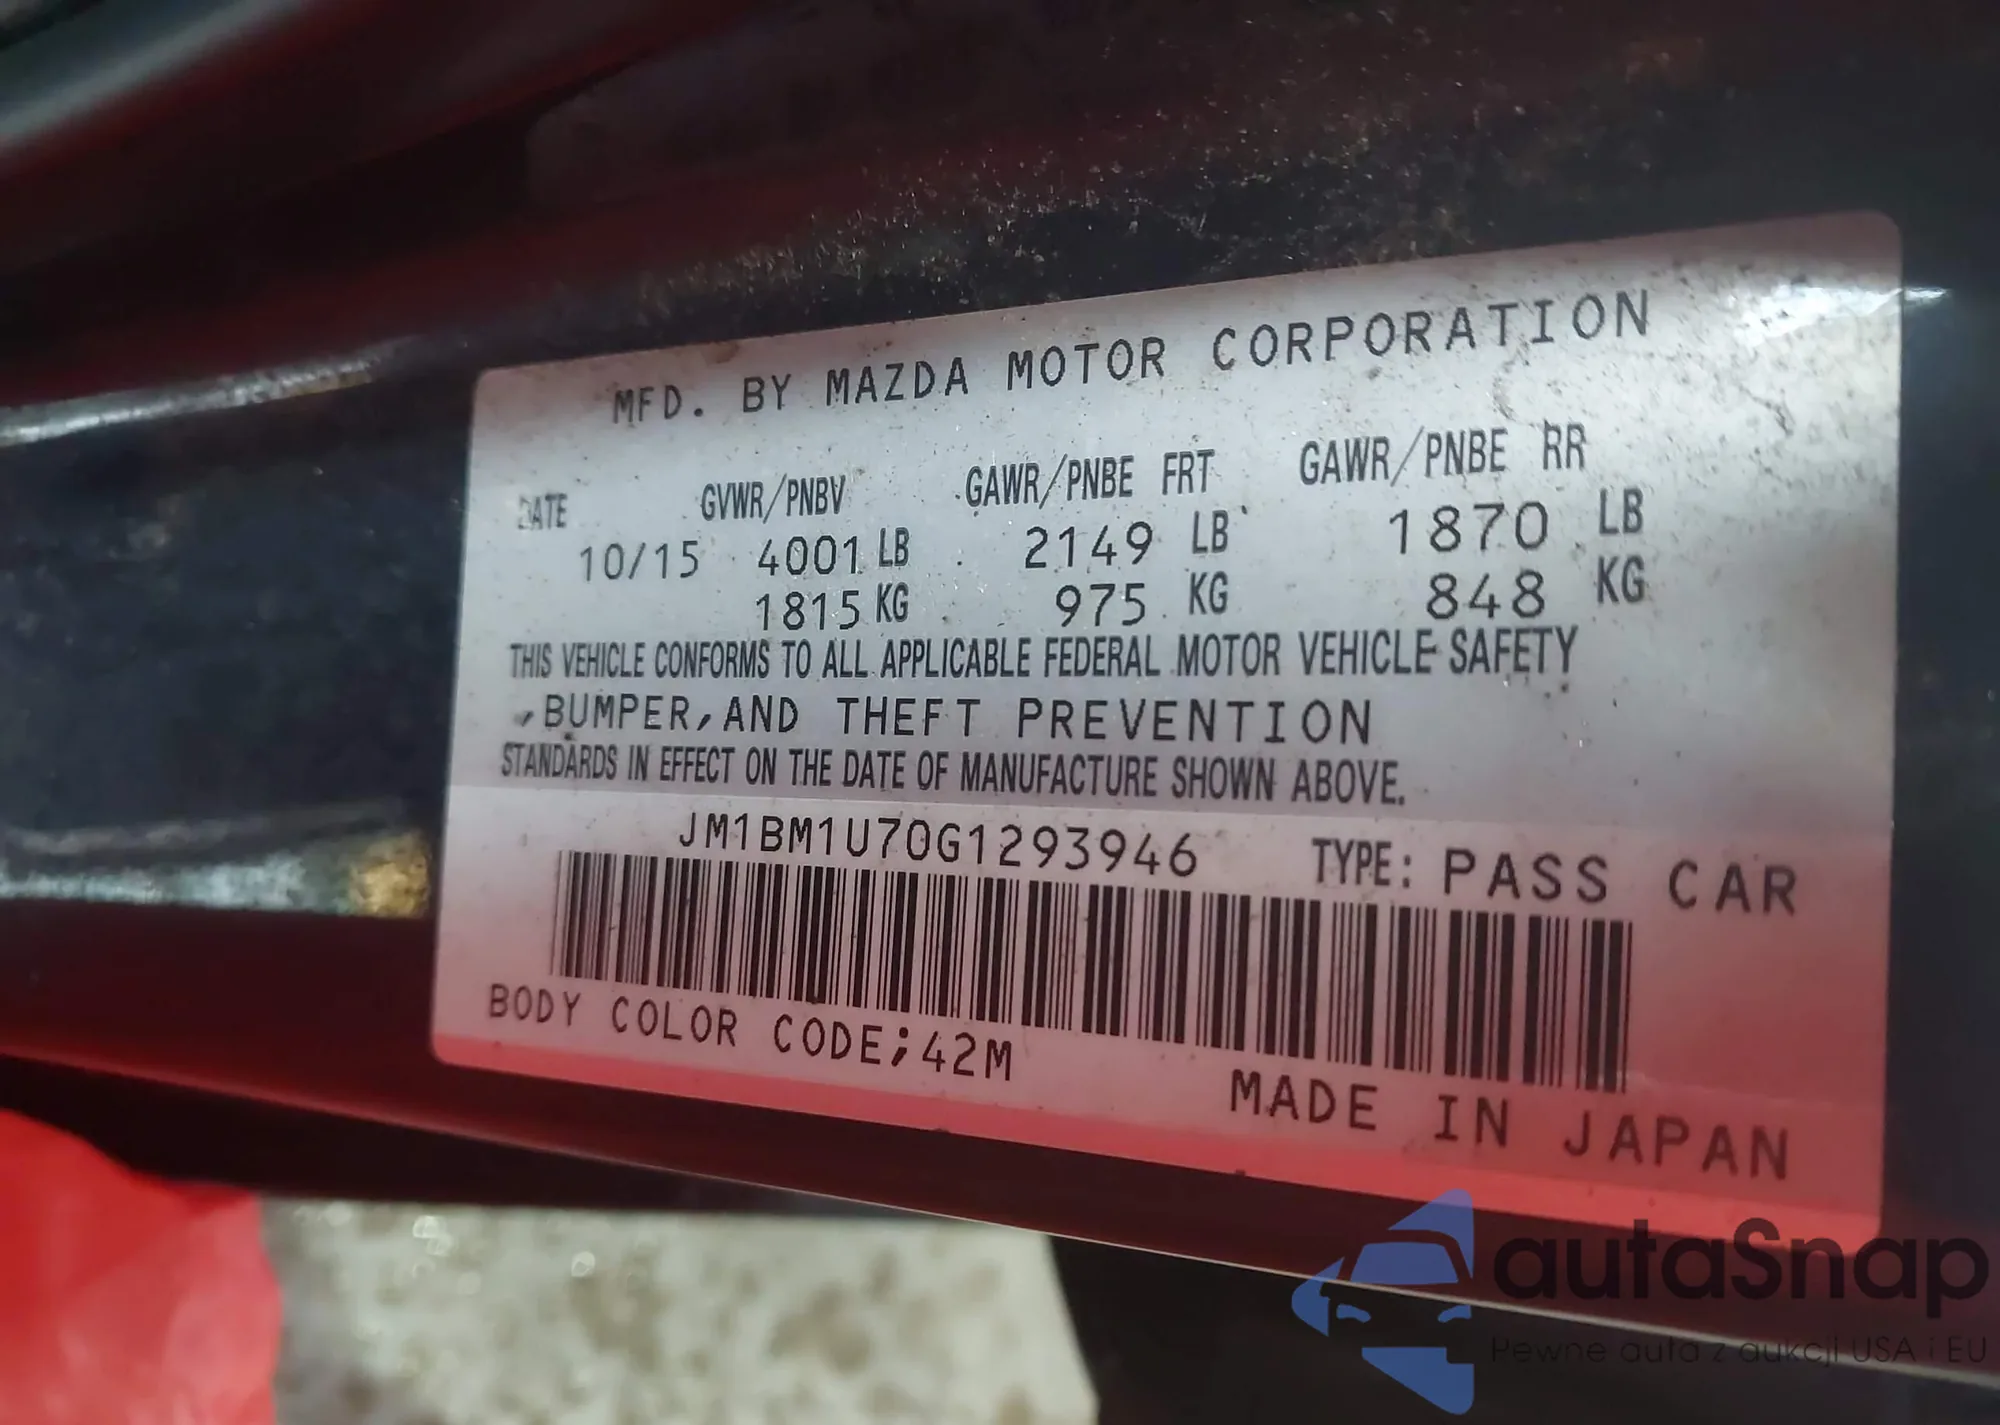 MFD. BY MAZDA MOTOR CORPORATION
DATE GVWR/PNBV GAWR/PNBE FRT GAWR/PNBE RR
10/15 4001 LB 2149 LB 1870 LB
1815 KG 975 KG 848 KG
THIS VEHICLE CONFORMS TO ALL APPLICABLE FEDERAL MOTOR VEHICLE SAFETY
,BUMPER,AND THEFT PREVENTION
STANDARDS IN EFFECT ON THE DATE OF MANUFACTURE SHOWN ABOVE.
JM1BM1U70G1293946 TYPE: PASS CAR
BODY COLOR CODE;42M
MADE IN JAPAN
autaSnap
Pewne auta z aukcji USA i EU